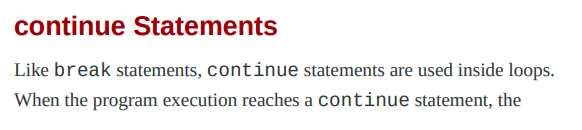 continue Statements
Like break statements, continue statements are used inside loops.
When the program execution reaches a continue statement, the